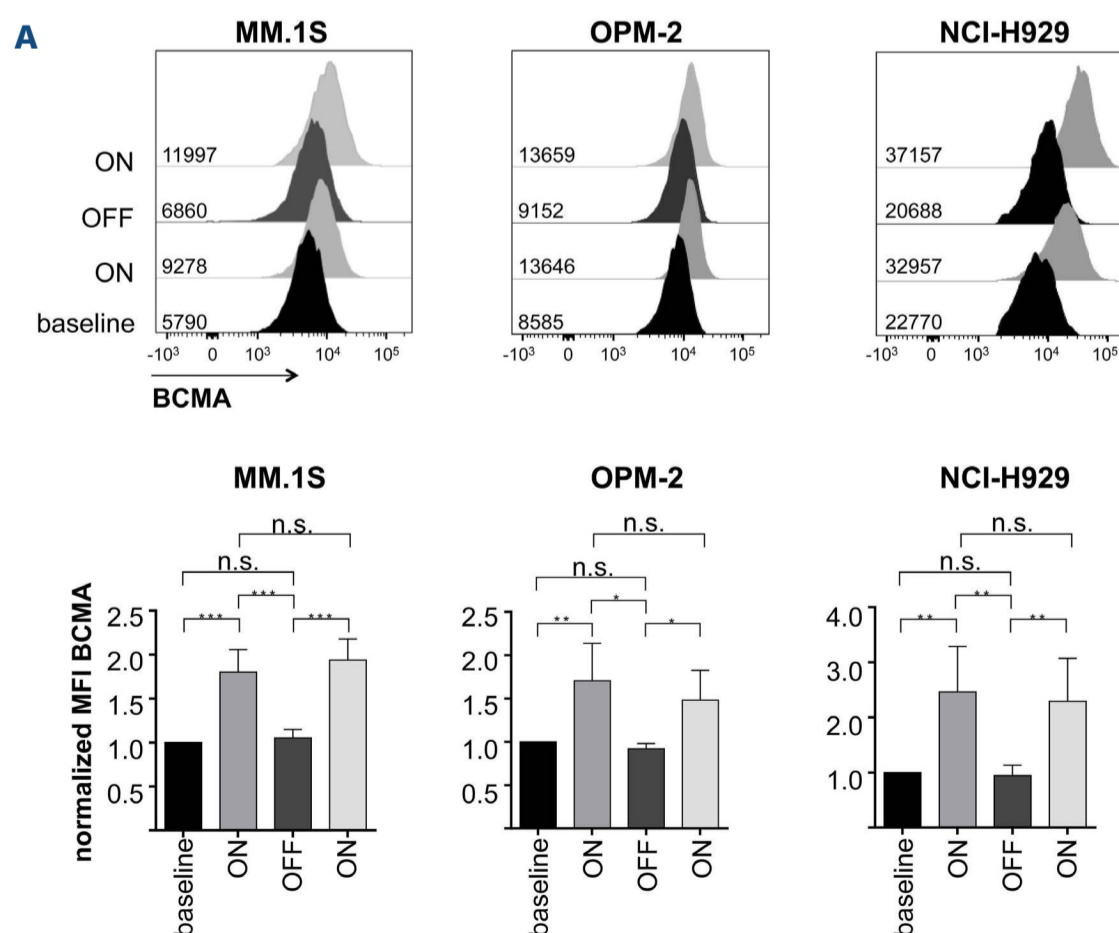 A
MM.1S
OPM-2
NCI-H929
ON
OFF
ON
baseline
11997
6860
9278
5790
13659
9152
13646
8585
37157
20688
32957
22770
-10³ 0 10³ 10⁴ 10⁵
-10³ 0 10³ 10⁴ 10⁵
-10³ 0 10³ 10⁴ 10⁵
BCMA
MM.1S
OPM-2
NCI-H929
normalized MFI BCMA
n.s.
n.s.
***
***
***
2.5
2.0
1.5
1.0
0.5
baseline
ON
OFF
ON
n.s.
n.s.
**
*
*
2.5
2.0
1.5
1.0
0.5
baseline
ON
OFF
ON
n.s.
n.s.
**
**
**
4.0
3.0
2.0
1.0
baseline
ON
OFF
ON